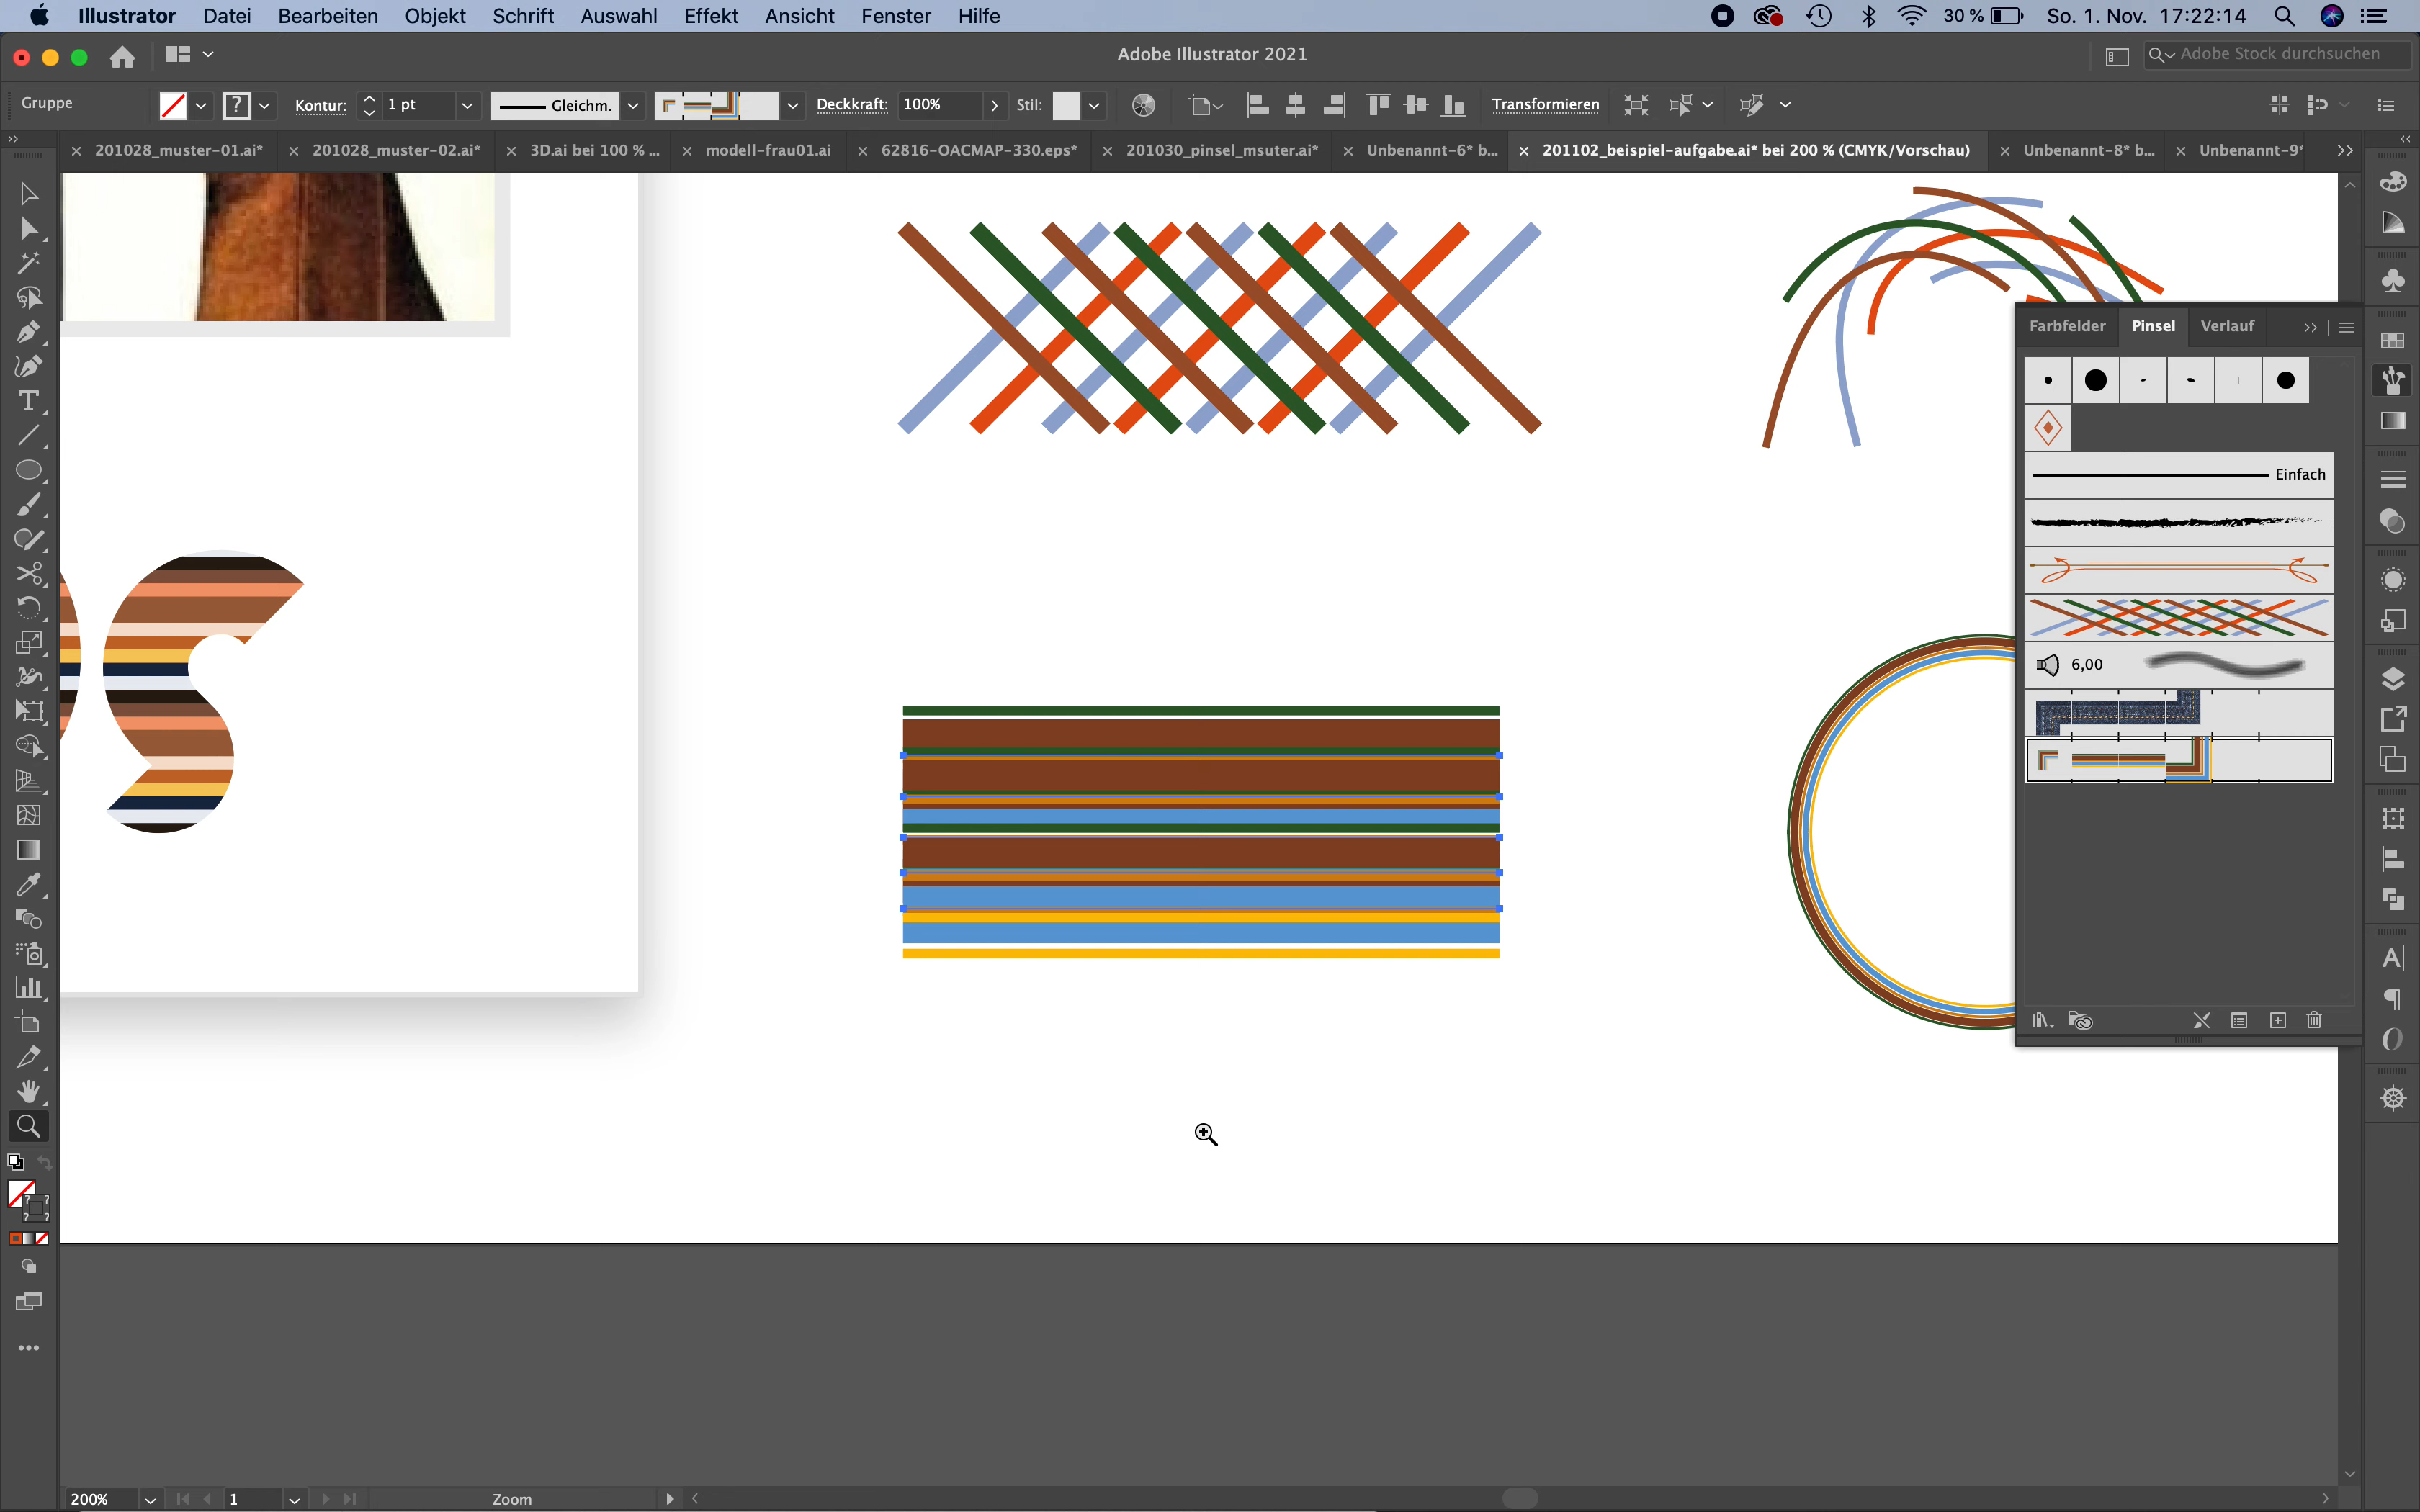 Illustrator Datei Bearbeiten Objekt Schrift Auswahl Effekt Ansicht Fenster Hilfe 30 % So. 1. Nov. 17:22:14
Adobe Illustrator 2021 Adobe Stock durchsuchen
Gruppe ? Kontur: 1 pt Gleichm. Deckkraft: 100% Stil: Transformieren
201028_muster-01.ai* 201028_muster-02.ai* 3D.ai bei 100 % ... modell-frau01.ai 62816-OACMAP-330.eps* 201030_pinsel_msuter.ai* Unbenannt-6* b... 201102_beispiel-aufgabe.ai* bei 200 % (CMYK/Vorschau) Unbenannt-8* b... Unbenannt-9*
Farbfelder Pinsel Verlauf
Einfach
6,00
200% 1 Zoom